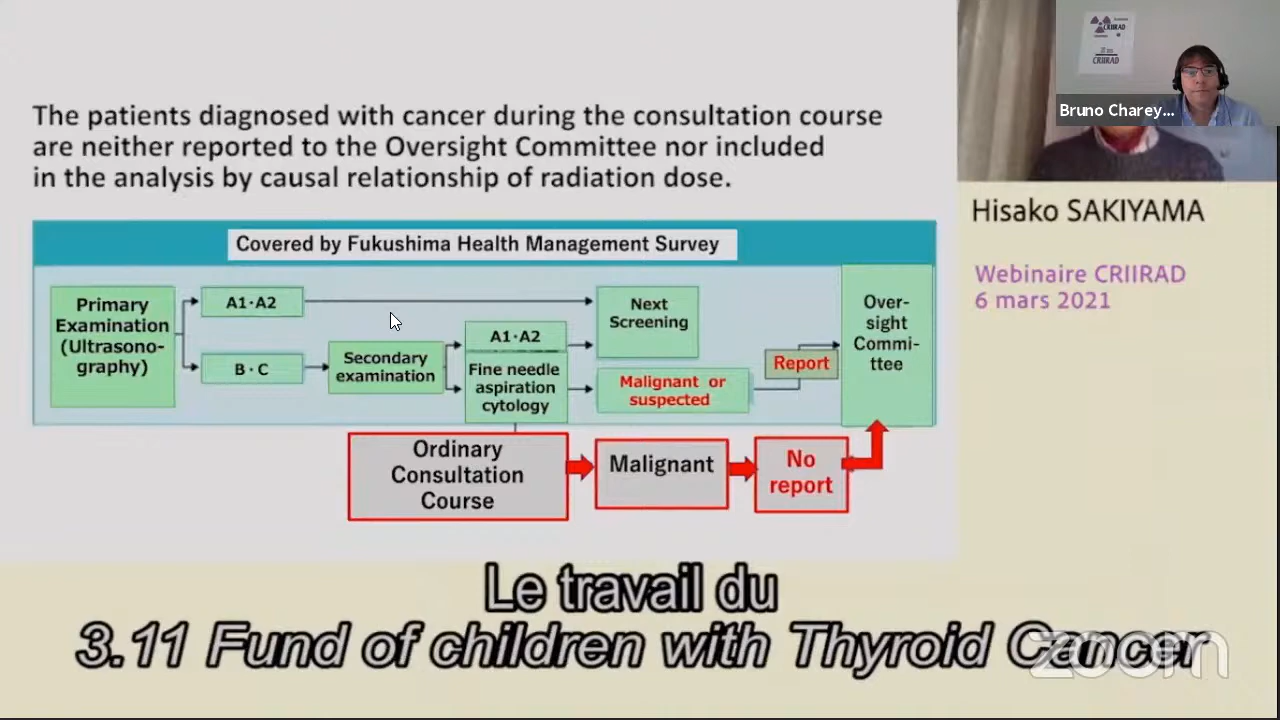 The patients diagnosed with cancer during the consultation course
are neither reported to the Oversight Committee nor included
in the analysis by causal relationship of radiation dose.
Covered by Fukushima Health Management Survey
Primary
Examination
(Ultrasono-
graphy)
A1·A2
B·C
Secondary
examination
A1·A2
Fine needle
aspiration
cytology
Next
Screening
Malignant or
suspected
Report
Over-
sight
Commi-
ttee
Ordinary
Consultation
Course
Malignant
No
report
CRIIRAD
CRIIRAD
Bruno Charey...
Hisako SAKIYAMA
Webinaire CRIIRAD
6 mars 2021
Le travail du
3.11 Fund of children with Thyroid Cancer
zoom